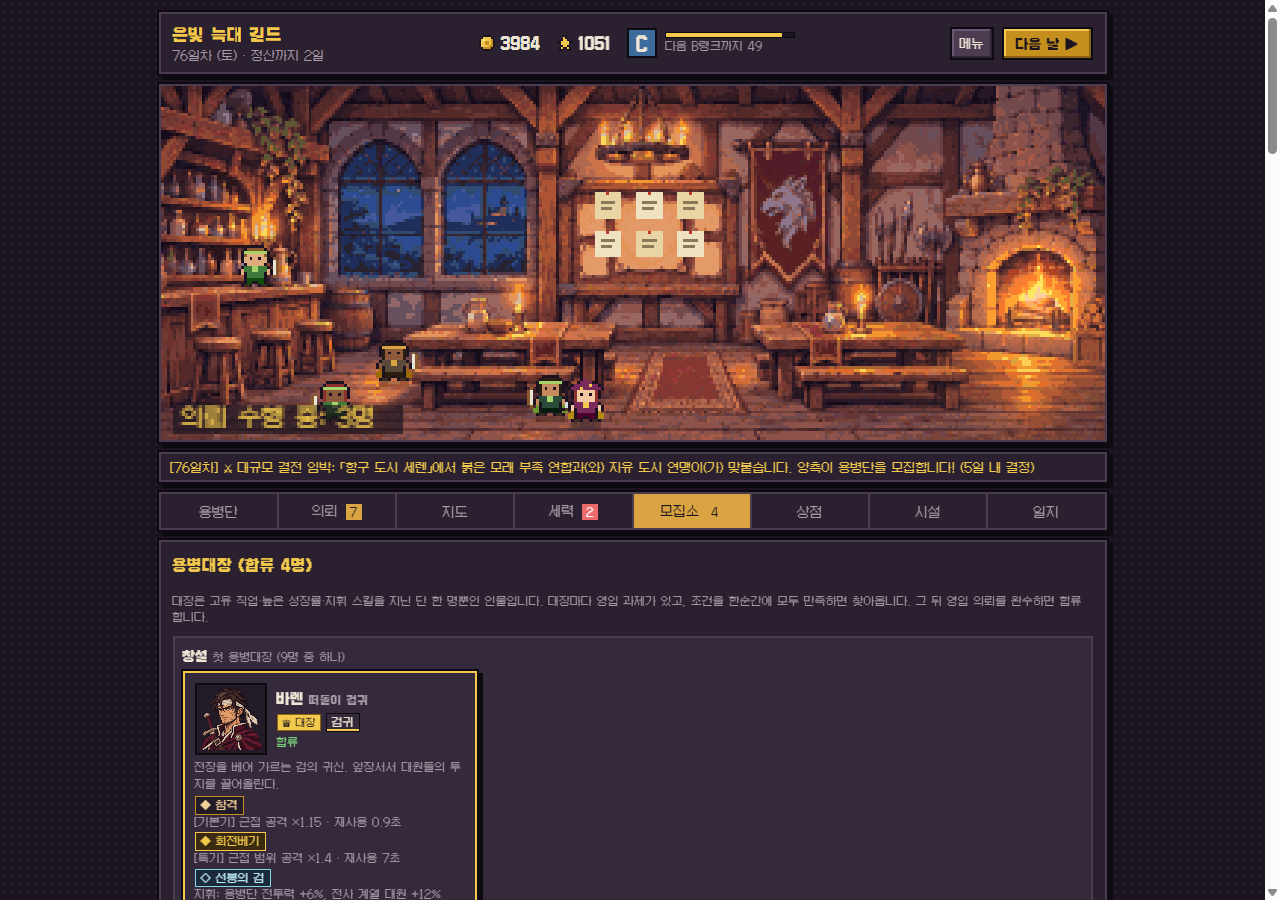 은빛 늑대 길드
76일차 (토) · 정산까지 2일
3984
1051
C
다음 B랭크까지 49
메뉴
다음 날 ▶
의뢰 수행 중: 3명
[76일차] ⚔ 대규모 결전 임박: 「항구 도시 세렌」에서 붉은 모래 부족 연합과(와) 자유 도시 연맹이(가) 맞붙습니다. 양측이 용병단을 모집합니다! (5일 내 결정)
용병단
의뢰 7
지도
세력 2
모집소 4
상점
시설
일지
용병대장 (합류 4명)
대장은 고유 직업·높은 성장률·지휘 스킬을 지닌 단 한 명뿐인 인물입니다. 대장마다 영입 과제가 있고, 조건을 한순간에 모두 만족하면 찾아옵니다. 그 뒤 영입 의뢰를 완수하면 합류
합니다.
창설 첫 용병대장 (9명 중 하나)
바렌 떠돌이 검귀
♛ 대장 검귀
합류
전장을 베어 가르는 검의 귀신. 앞장서서 대원들의 투
지를 끌어올린다.
◆ 참격
[기본기] 근접 공격 ×1.15 · 재사용 0.9초
◆ 회전베기
[특기] 근접 범위 공격 ×1.4 · 재사용 7초
◇ 선봉의 검
지휘: 용병단 전투력 +6%, 전사 계열 대원 +12%